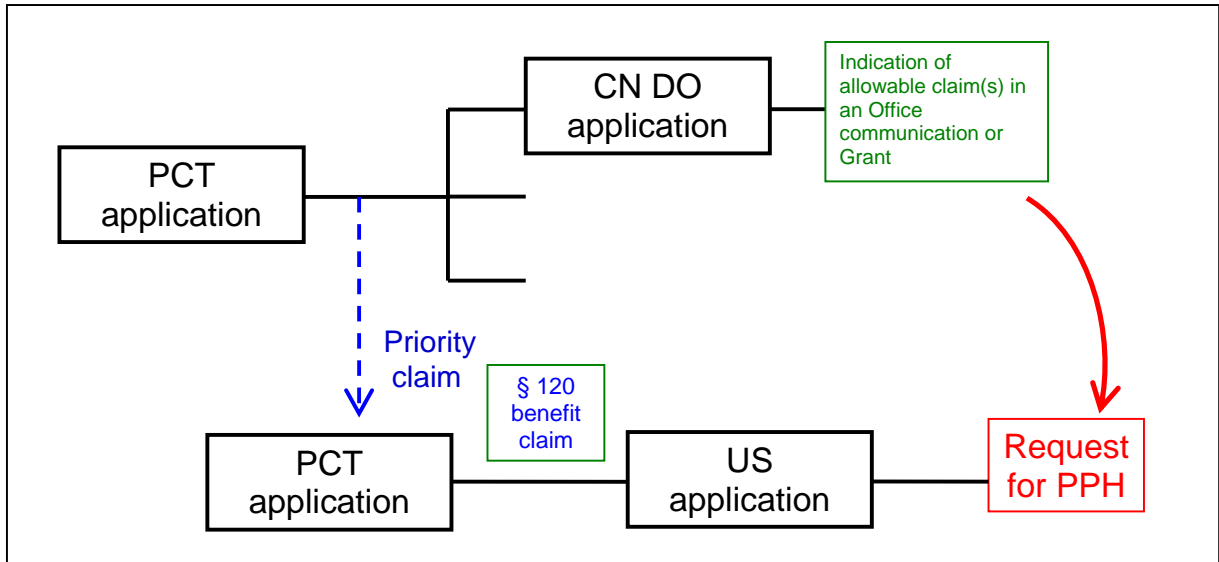 CN DO
application
Indication of
allowable claim(s) in
an Office
communication or
Grant
PCT
application
Priority
claim
§ 120
benefit
claim
PCT
application
US
application
Request
for PPH